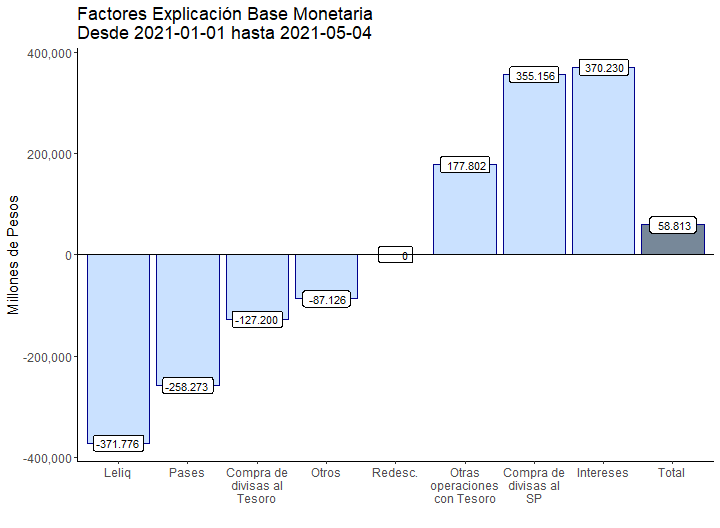 Factores Explicación Base Monetaria
Desde 2021-01-01 hasta 2021-05-04
Millones de Pesos
400,000
200,000
0
-200,000
-400,000
-371.776
-258.273
-127.200
-87.126
0
177.802
355.156
370.230
58.813
Leliq
Pases
Compra de
divisas al
Tesoro
Otros
Redesc.
Otras
operaciones
con Tesoro
Compra de
divisas al
SP
Intereses
Total